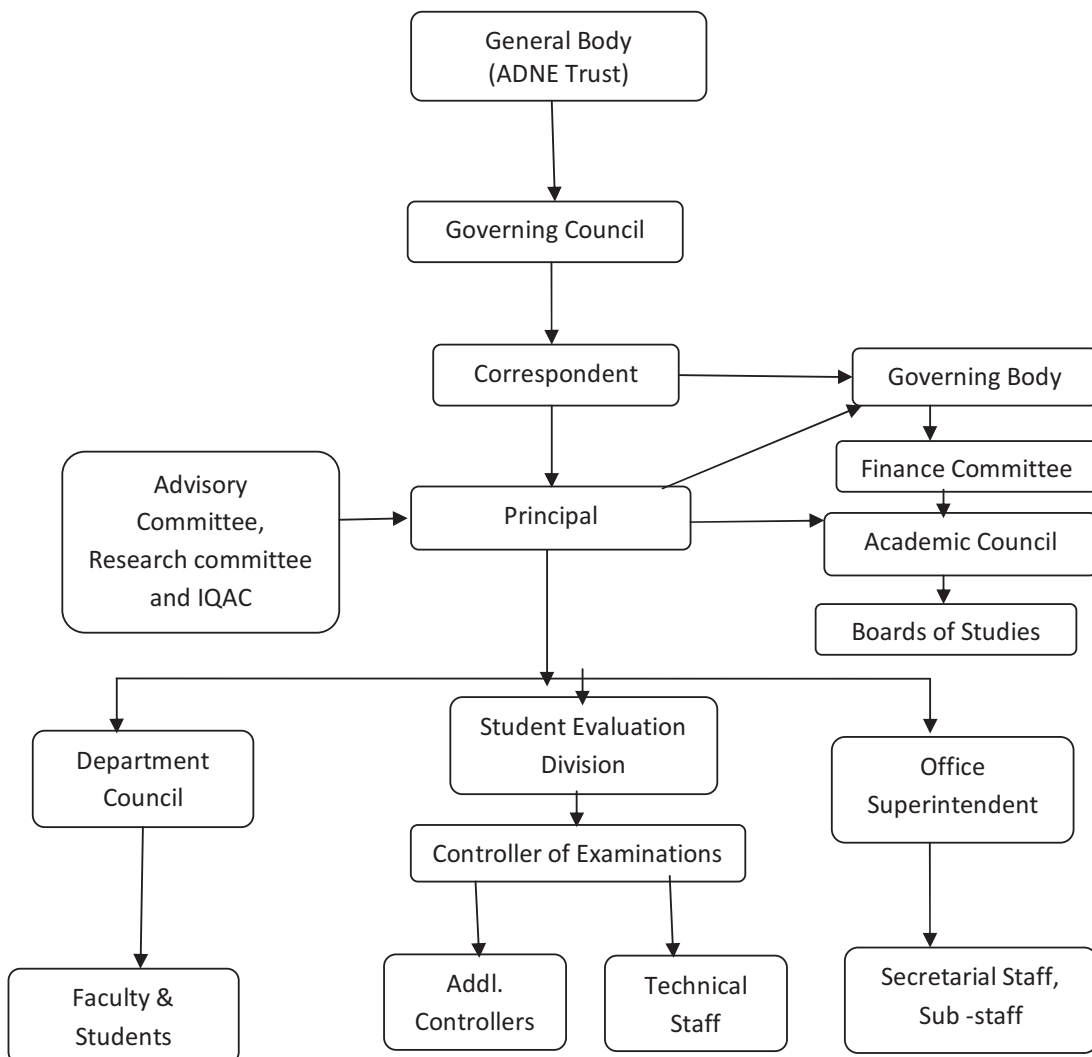 General Body
(ADNE Trust)
Governing Council
Correspondent
Governing Body
Finance Committee
Advisory
Committee,
Research committee
and IQAC
Principal
Academic Council
Boards of Studies
Department
Council
Student Evaluation
Division
Office
Superintendent
Controller of Examinations
Faculty &
Students
Addl.
Controllers
Technical
Staff
Secretarial Staff,
Sub -staff